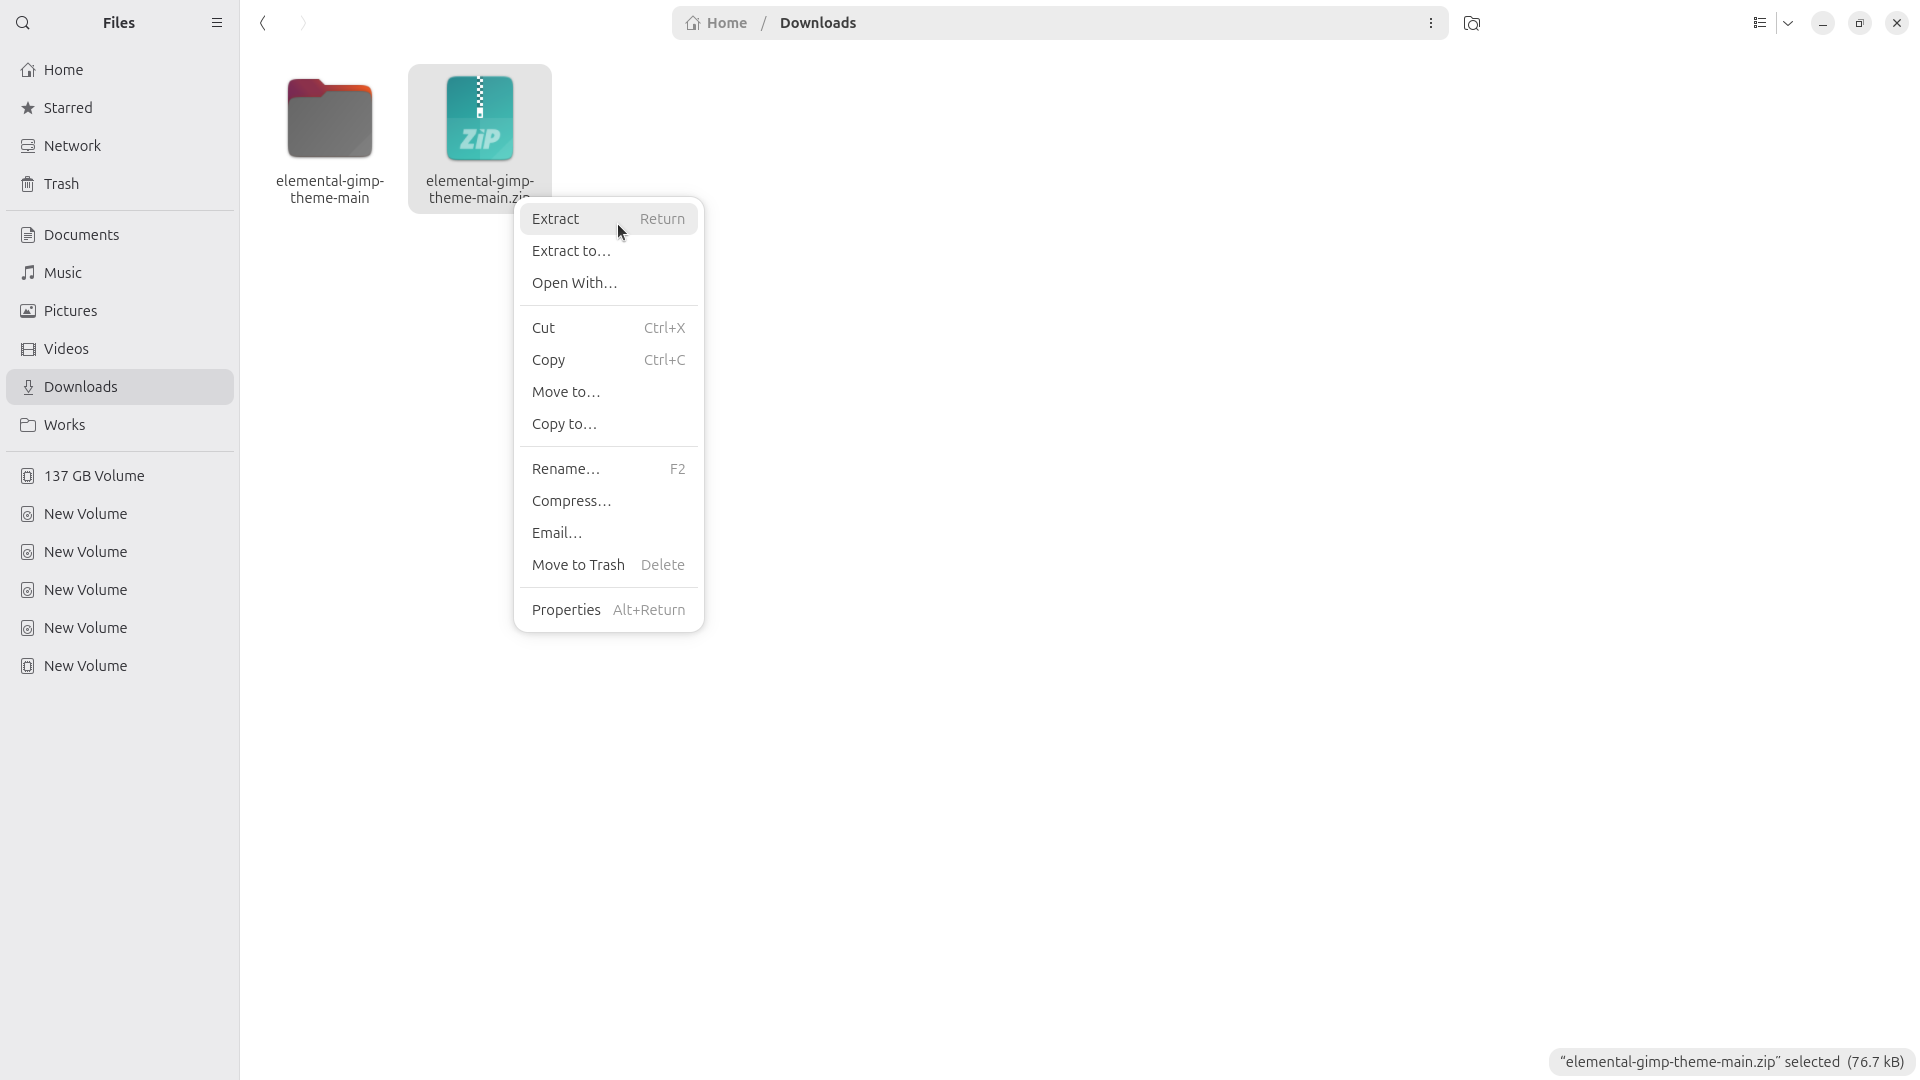 Files
Home
Starred
Network
Trash
Documents
Music
Pictures
Videos
Downloads
Works
137 GB Volume
New Volume
New Volume
New Volume
New Volume
New Volume
Home / Downloads
elemental-gimp-
theme-main
ZiP
elemental-gimp-
theme-main.zip
Extract Return
Extract to…
Open With…
Cut Ctrl+X
Copy Ctrl+C
Move to…
Copy to…
Rename… F2
Compress…
Email…
Move to Trash Delete
Properties Alt+Return
“elemental-gimp-theme-main.zip” selected (76.7 kB)